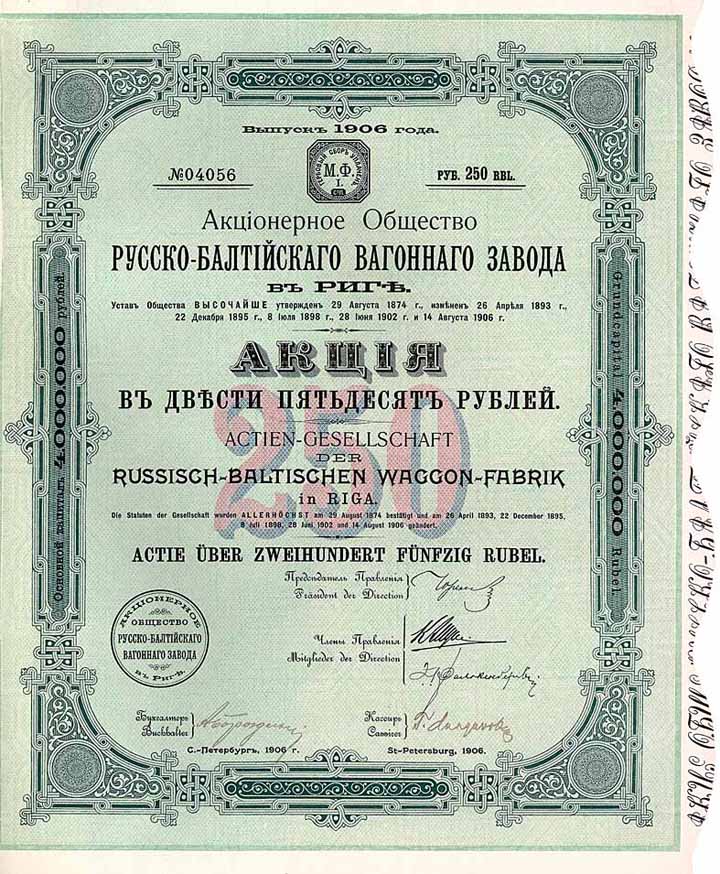 Выпускъ 1906 года.
№04056
М.Ф.
I.
РУБ. 250 RBL.
Акціонерное Общество
РУССКО-БАЛТІЙСКАГО ВАГОННАГО ЗАВОДА
въ РИГѢ.
Уставъ Общества ВЫСОЧАЙШЕ утвержденъ 29 Августа 1874 г., измѣненъ 26 Апрѣля 1893 г.,
22 Декабря 1895 г., 8 Іюля 1898 г., 28 Іюня 1902 г. и 14 Августа 1906 г.
АКЦІЯ
250
ВЪ ДВѢСТИ ПЯТЬДЕСЯТЪ РУБЛЕЙ.
ACTIEN-GESELLSCHAFT
DER
RUSSISCH-BALTISCHEN WAGGON-FABRIK
in RIGA.
Die Statuten der Gesellschaft wurden ALLERHÖCHST am 29 August 1874 bestätigt und am 26 April 1893, 22 December 1895,
8 Juli 1898, 28 Juni 1902 und 14 August 1906 geändert.
ACTIE ÜBER ZWEIHUNDERT FÜNFZIG RUBEL.
Предсѣдатель Правленія
Präsident der Direction
Члены Правленія
Mitglieder der Direction
АКЦІОНЕРНОЕ
ОБЩЕСТВО
РУССКО-БАЛТІЙСКАГО
ВАГОННАГО ЗАВОДА
въ РИГѢ.
Бухгалтеръ
Buchhalter
Кассиръ
Cassirer
С.-Петербургъ, 1906 г.
St-Petersburg, 1906.
Основной капиталъ 4.000.000 рублей.
Grundcapital 4.000.000 Rubel.